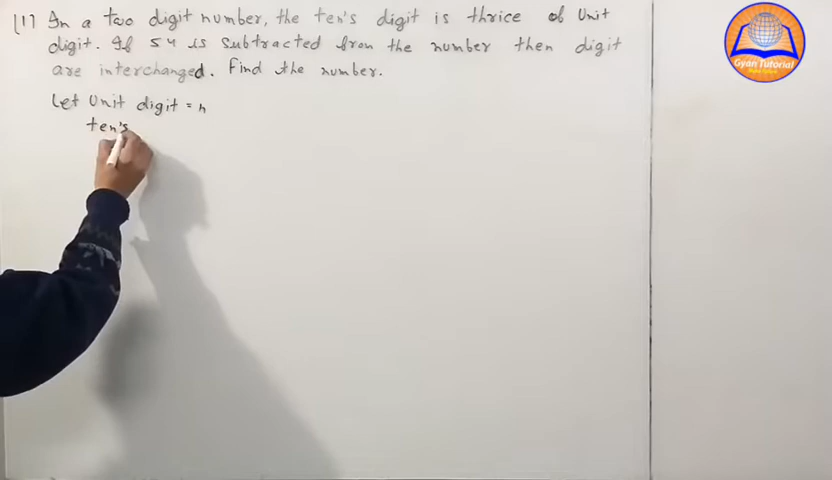 [1] In a two digit number, the ten's digit is thrice of Unit
digit. If 54 is subtracted from the number then digit
are interchanged. Find the number.
Let Unit digit = n
ten's
Gyan Tutorial